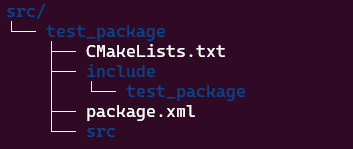 src/
└── test_package
    ├── CMakeLists.txt
    ├── include
    │   └── test_package
    ├── package.xml
    └── src